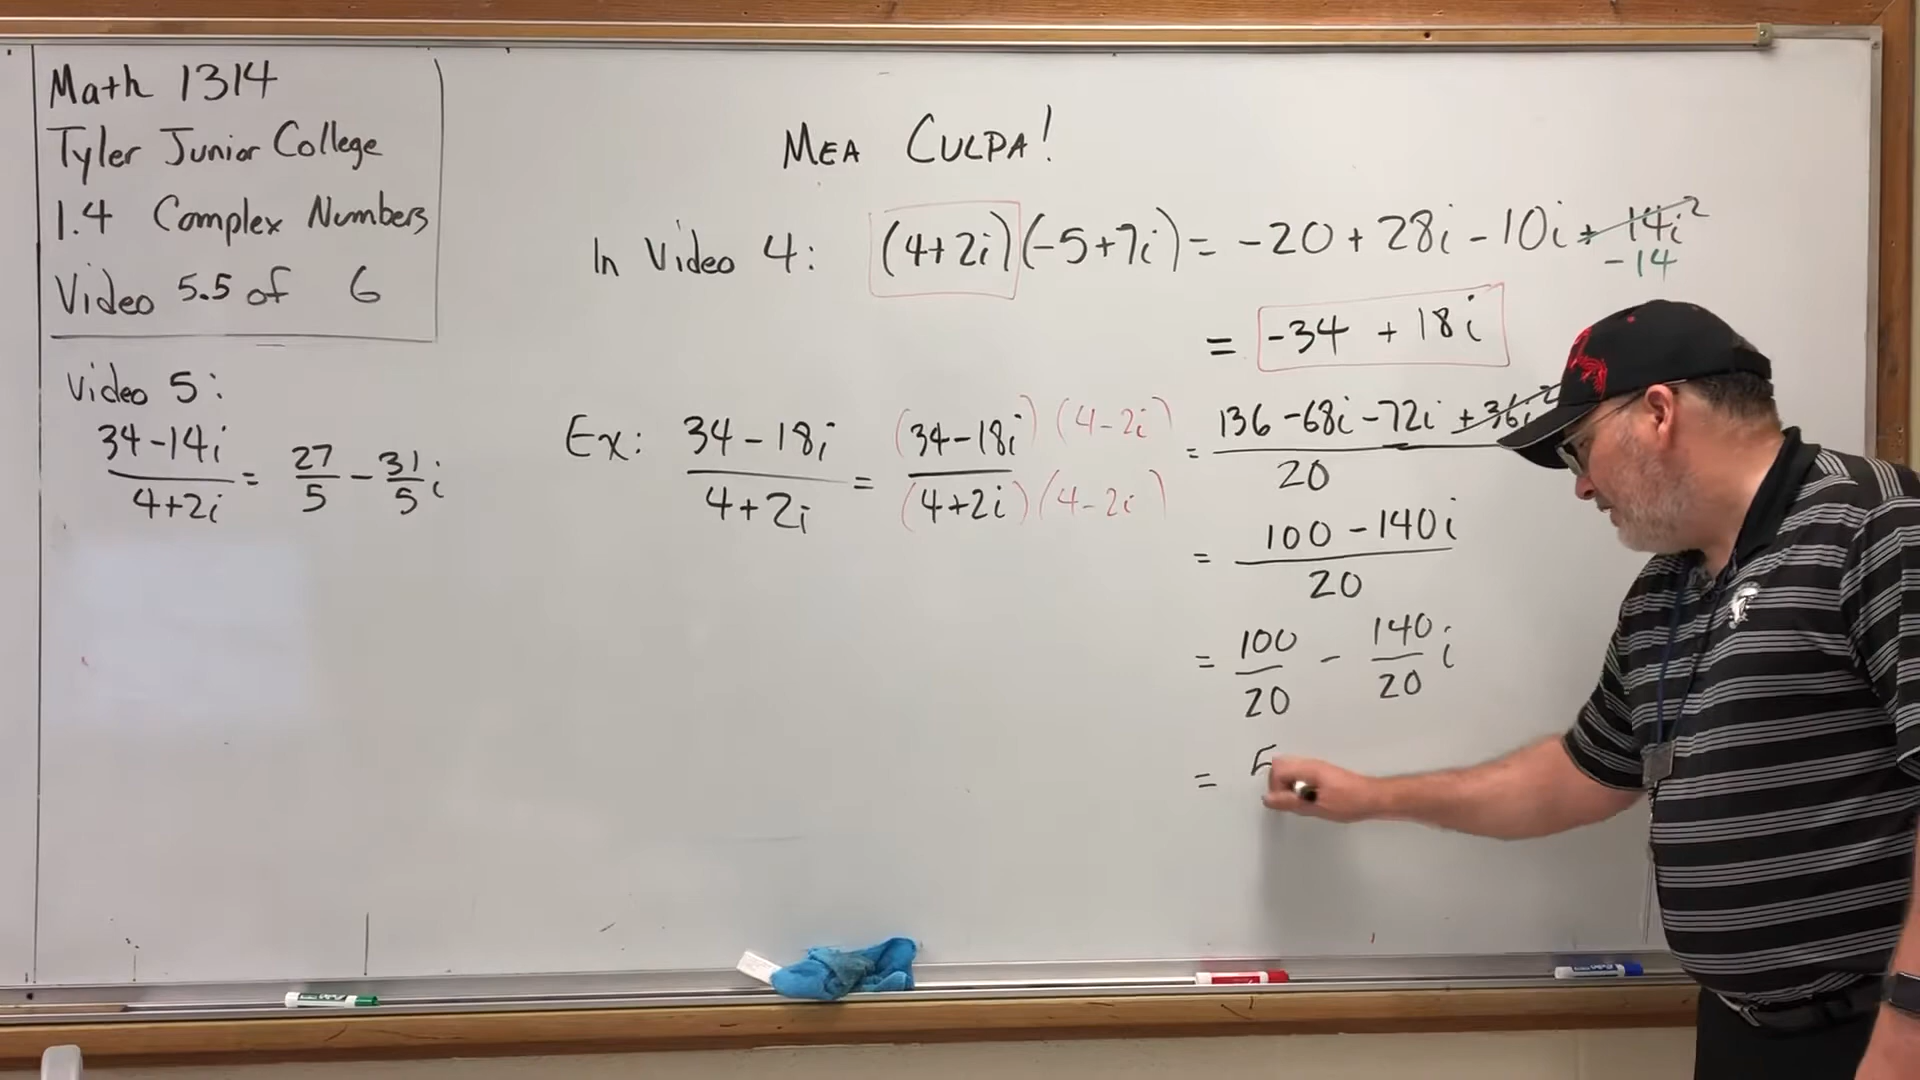 Math 1314
Tyler Junior College
1.4 Complex Numbers
Video 5.5 of 6
Video 5:
34-14i / 4+2i = 27/5 - 31/5 i
MEA CULPA!
In Video 4: (4+2i)(-5+7i) = -20+28i-10i+14i²
-14
= -34 + 18i
Ex: 34-18i / 4+2i = (34-18i)(4-2i) / (4+2i)(4-2i) = 136-68i-72i+36i² / 20
= 100-140i / 20
= 100/20 - 140/20 i
= 5